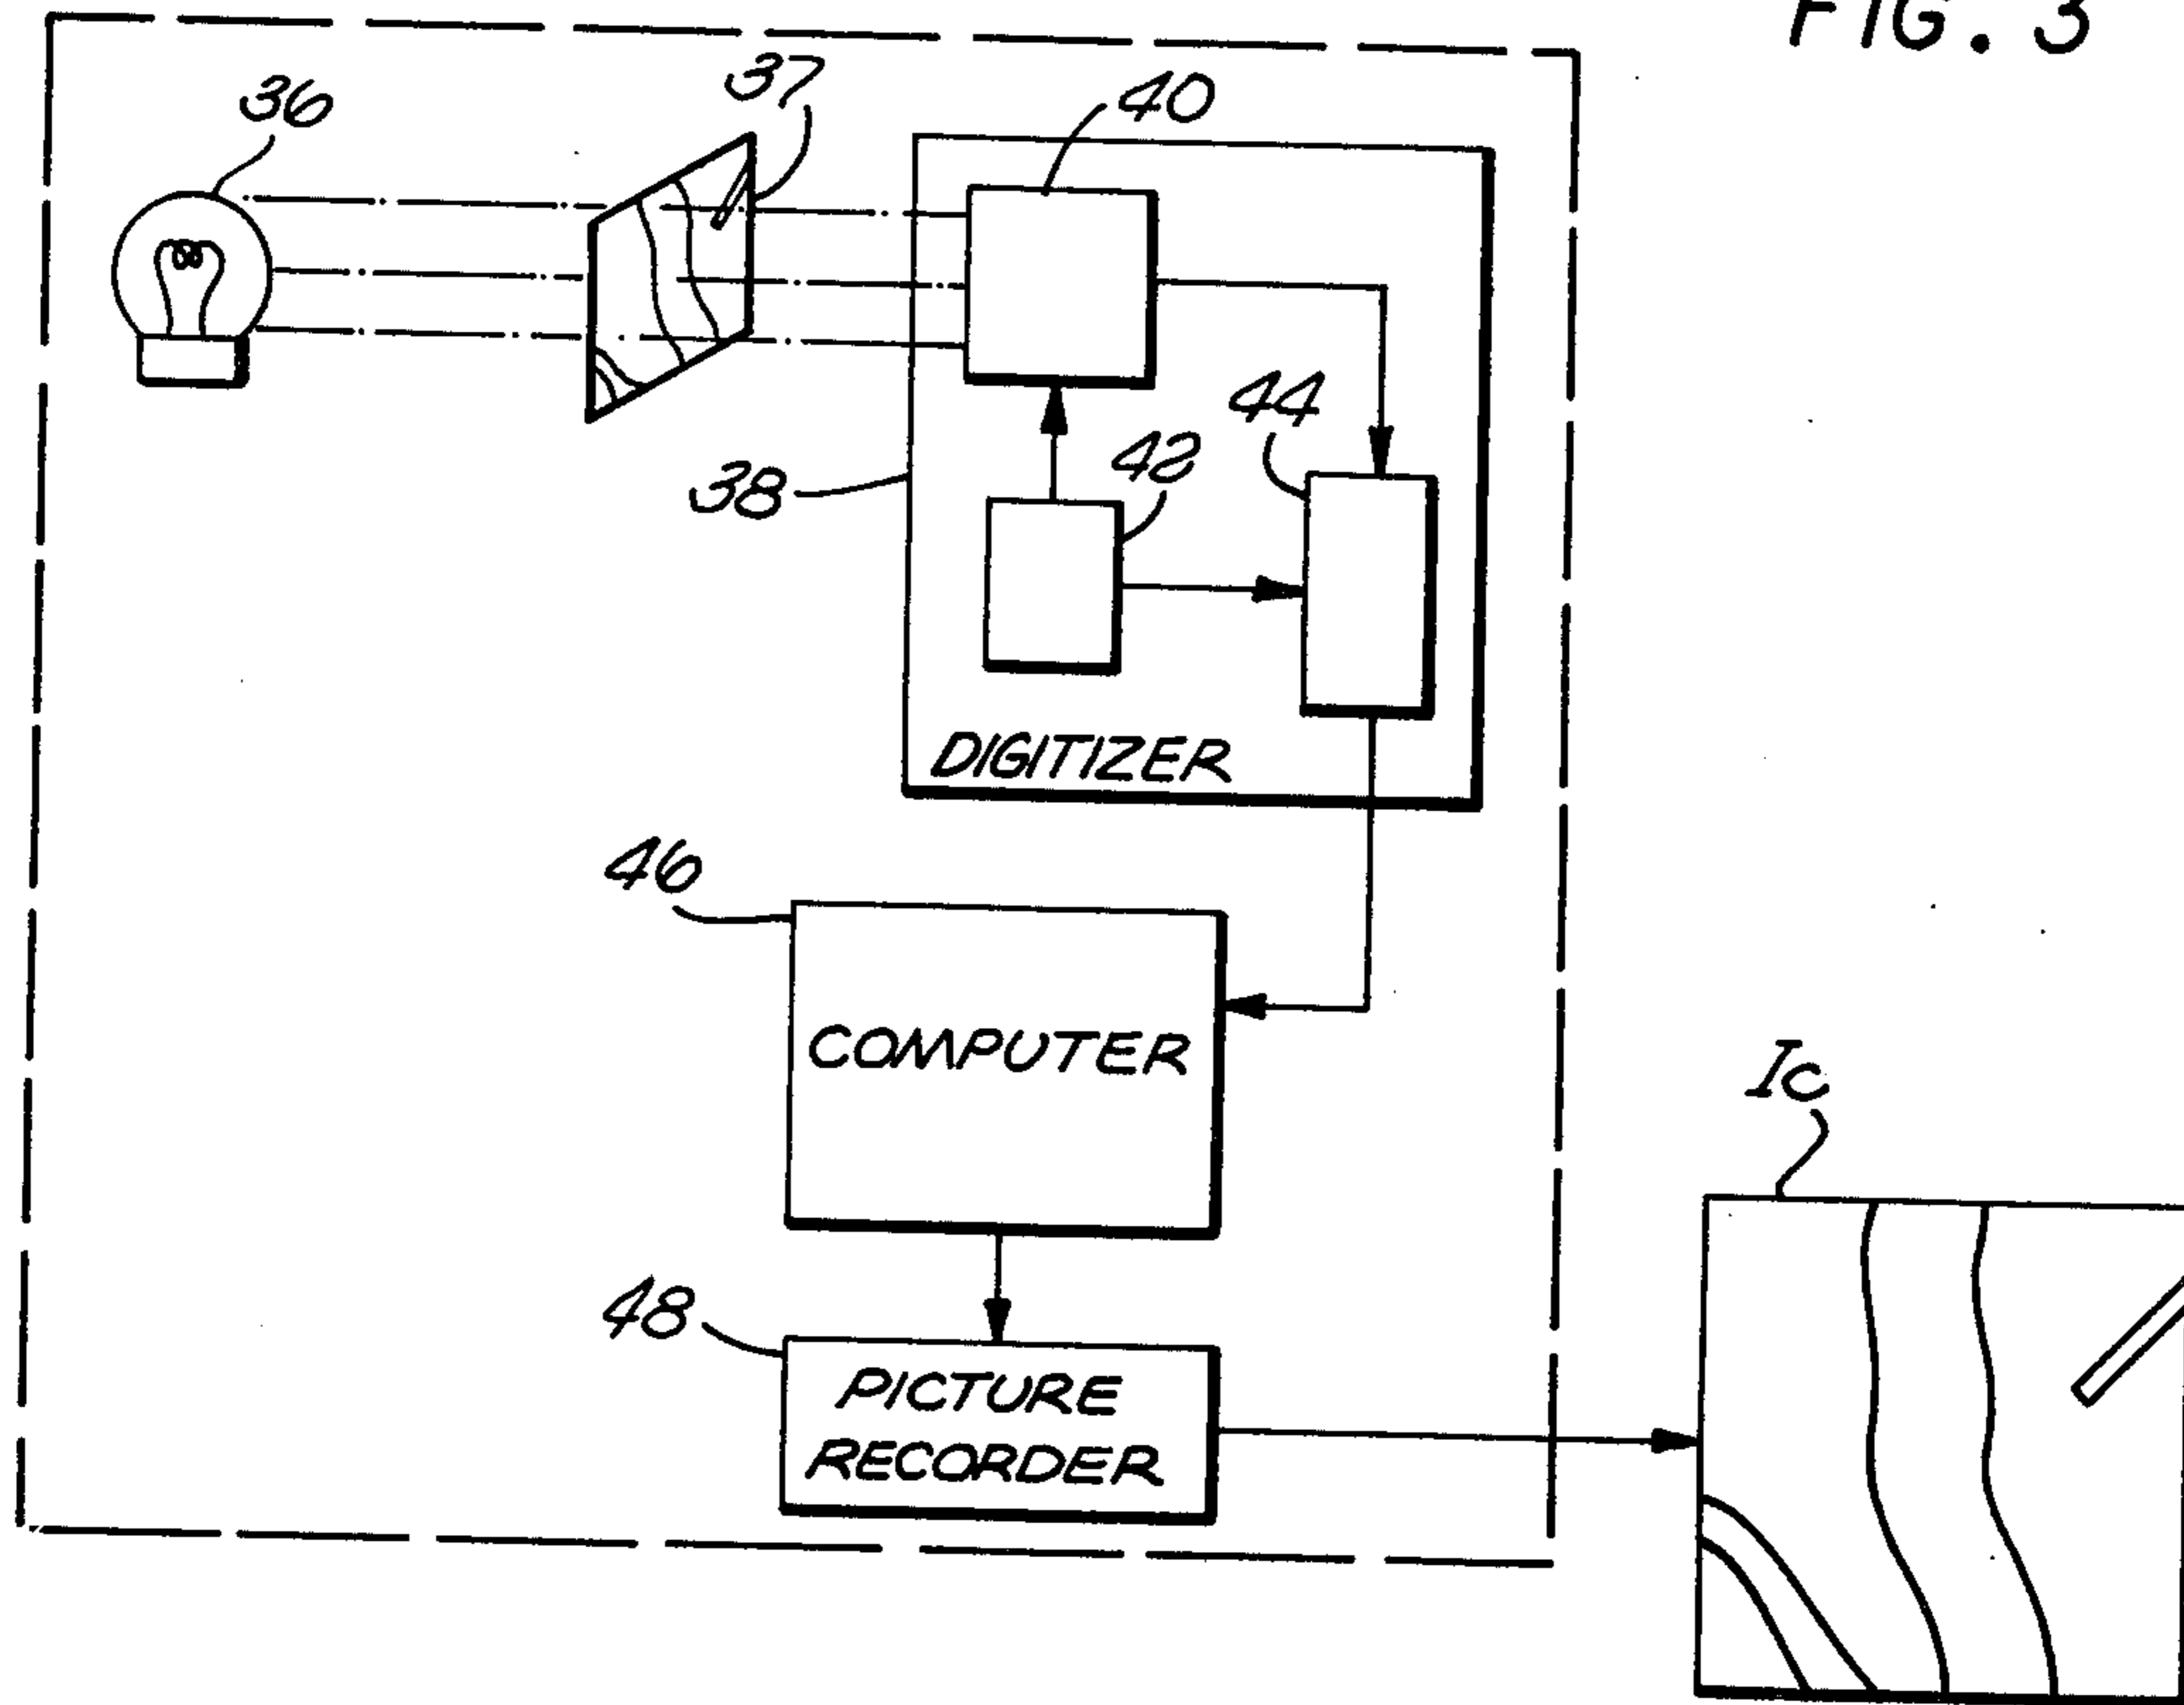 FIG. 3
36
37
40
38
42
44
DIGITIZER
46
COMPUTER
Ic
48
PICTURE
RECORDER